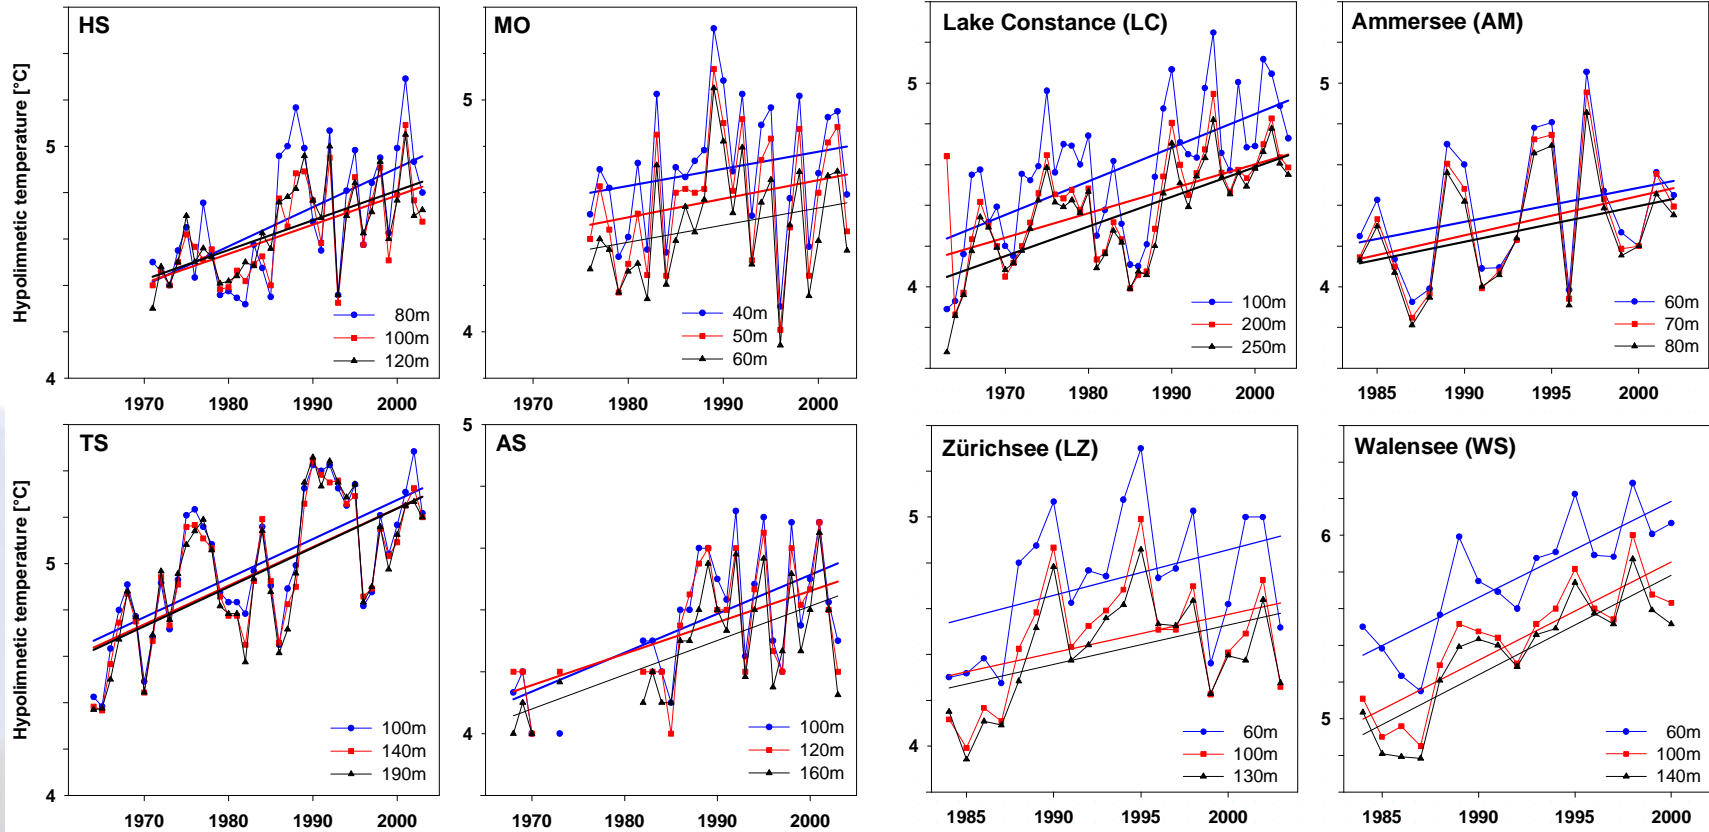 HS
MO
Lake Constance (LC)
Ammersee (AM)
Hypolimnetic temperature [°C]
5
4
80m
100m
120m
1970 1980 1990 2000
5
4
40m
50m
60m
1970 1980 1990 2000
5
4
100m
200m
250m
1970 1980 1990 2000
5
4
60m
70m
80m
1985 1990 1995 2000
TS
AS
Zürichsee (LZ)
Walensee (WS)
Hypolimnetic temperature [°C]
5
4
100m
140m
190m
1970 1980 1990 2000
5
4
100m
120m
160m
1970 1980 1990 2000
5
4
60m
100m
130m
1985 1990 1995 2000
6
5
60m
100m
140m
1985 1990 1995 2000